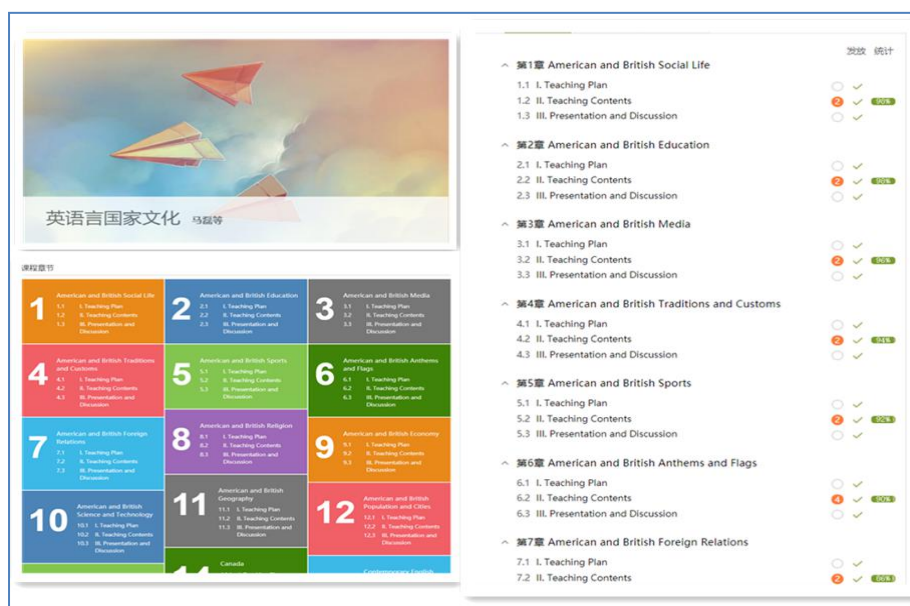 英语言国家文化 马磊等
课程章节
1
American and British Social Life
1.1 I. Teaching Plan
1.2 II. Teaching Contents
1.3 III. Presentation and
Discussion
2
American and British Education
2.1 I. Teaching Plan
2.2 II. Teaching Contents
2.3 III. Presentation and
Discussion
3
American and British Media
3.1 I. Teaching Plan
3.2 II. Teaching Contents
3.3 III. Presentation and
Discussion
4
American and British Traditions
and Customs
4.1 I. Teaching Plan
4.2 II. Teaching Contents
4.3 III. Presentation and
Discussion
5
American and British Sports
5.1 I. Teaching Plan
5.2 II. Teaching Contents
5.3 III. Presentation and
Discussion
6
American and British Anthems
and Flags
6.1 I. Teaching Plan
6.2 II. Teaching Contents
6.3 III. Presentation and
Discussion
7
American and British Foreign
Relations
7.1 I. Teaching Plan
7.2 II. Teaching Contents
7.3 III. Presentation and
Discussion
8
American and British Religion
8.1 I. Teaching Plan
8.2 II. Teaching Contents
8.3 III. Presentation and
Discussion
9
American and British Economy
9.1 I. Teaching Plan
9.2 II. Teaching Contents
9.3 III. Presentation and
Discussion
10
American and British
Science and Technology
10.1 I. Teaching Plan
10.2 II. Teaching Contents
10.3 III. Presentation and
Discussion
11
American and British
Geography
11.1 I. Teaching Plan
11.2 II. Teaching Contents
11.3 III. Presentation and
Discussion
12
American and British
Population and Cities
12.1 I. Teaching Plan
12.2 II. Teaching Contents
12.3 III. Presentation and
Discussion
14
Canada
Contemporary English
发放 统计
第1章 American and British Social Life
1.1 I. Teaching Plan
1.2 II. Teaching Contents 2 90%
1.3 III. Presentation and Discussion
第2章 American and British Education
2.1 I. Teaching Plan
2.2 II. Teaching Contents 2 98%
2.3 III. Presentation and Discussion
第3章 American and British Media
3.1 I. Teaching Plan
3.2 II. Teaching Contents 2 96%
3.3 III. Presentation and Discussion
第4章 American and British Traditions and Customs
4.1 I. Teaching Plan
4.2 II. Teaching Contents 2 94%
4.3 III. Presentation and Discussion
第5章 American and British Sports
5.1 I. Teaching Plan
5.2 II. Teaching Contents 2 92%
5.3 III. Presentation and Discussion
第6章 American and British Anthems and Flags
6.1 I. Teaching Plan
6.2 II. Teaching Contents 4 90%
6.3 III. Presentation and Discussion
第7章 American and British Foreign Relations
7.1 I. Teaching Plan
7.2 II. Teaching Contents 2 86%